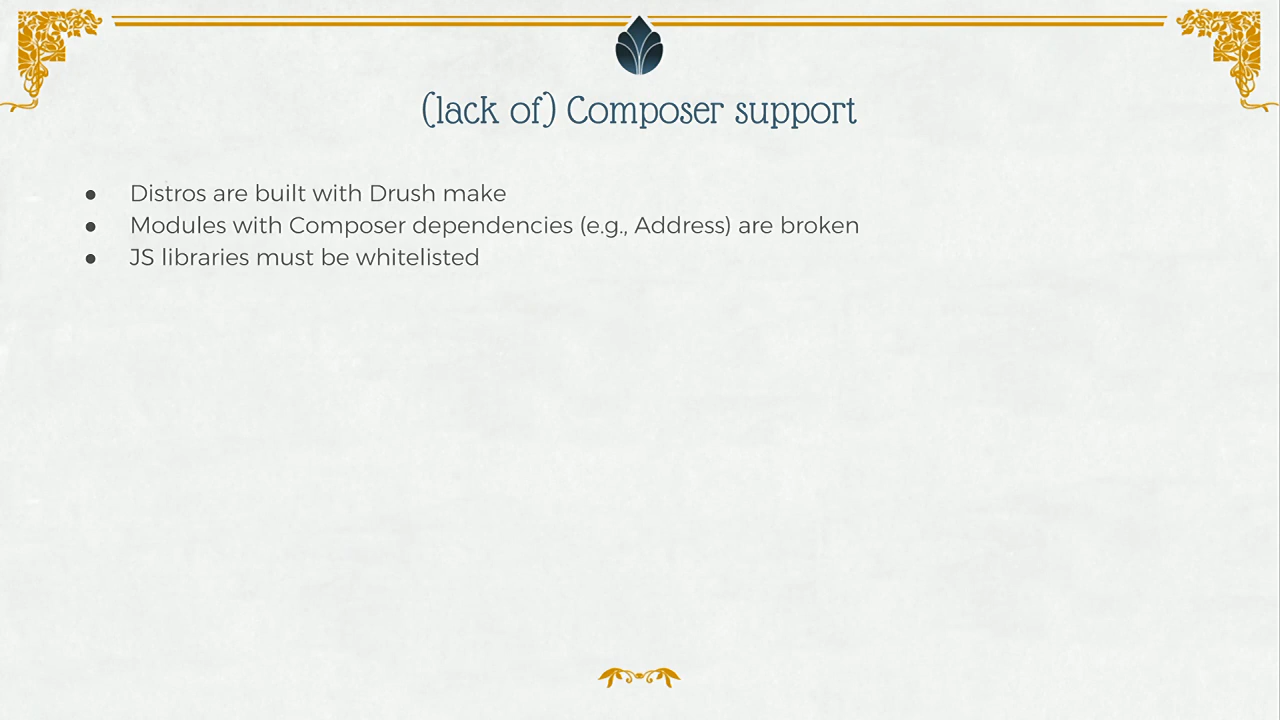 (lack of) Composer support
● Distros are built with Drush make
● Modules with Composer dependencies (e.g., Address) are broken
● JS libraries must be whitelisted